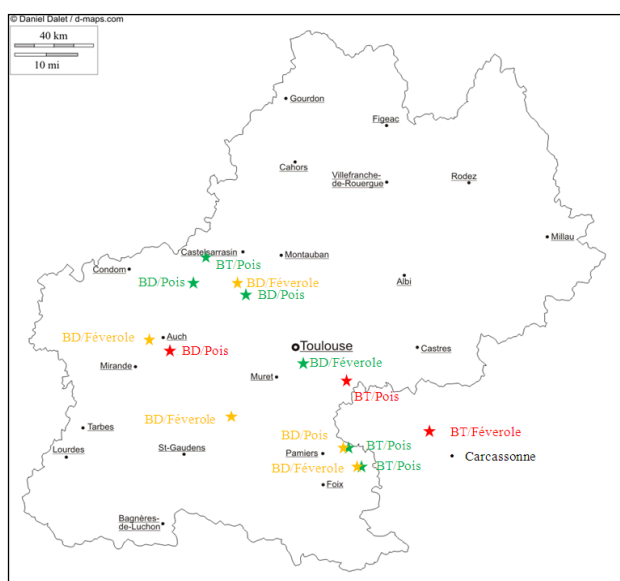 © Daniel Dalet / d-maps.com
40 km
10 mi
Gourdon
Figeac
Cahors
Villefranche-
de-Rouergue
Rodez
Millau
Castelsarrasin
Montauban
BT/Pois
Condom
Albi
BD/Pois
BD/Féverole
BD/Pois
BD/Féverole
Auch
BD/Pois
Toulouse
Castres
Mirande
BD/Féverole
Muret
BT/Pois
BD/Féverole
Tarbes
BT/Féverole
BD/Pois
BT/Pois
Lourdes
St-Gaudens
Pamiers
Carcassonne
BD/Féverole
BT/Pois
Foix
Bagnères-
de-Luchon